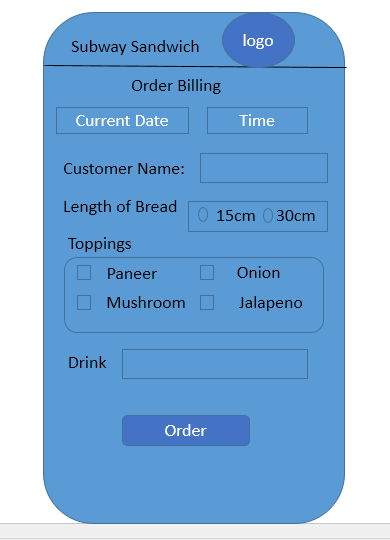 Subway Sandwich
logo
Order Billing
Current Date
Time
Customer Name:
Length of Bread
15cm
30cm
Toppings
Paneer
Onion
Mushroom
Jalapeno
Drink
Order